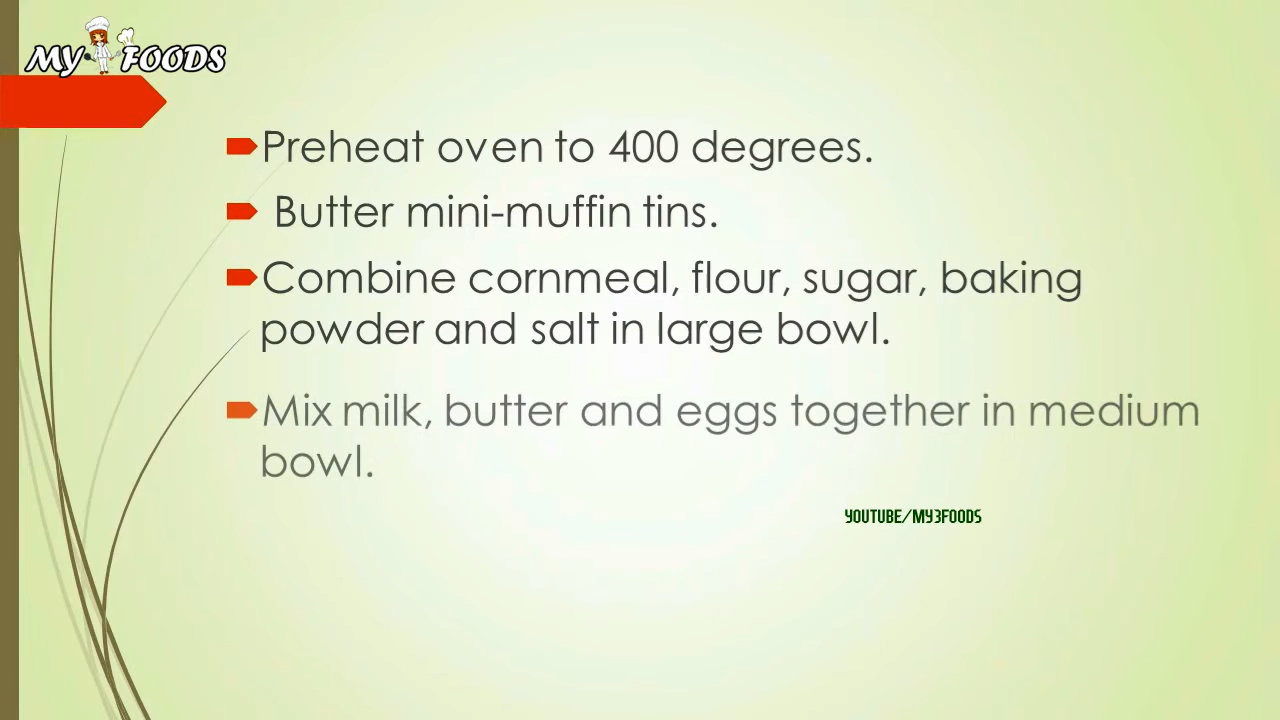 MY FOODS
Preheat oven to 400 degrees.
Butter mini-muffin tins.
Combine cornmeal, flour, sugar, baking
powder and salt in large bowl.
Mix milk, butter and eggs together in medium
bowl.
YOUTUBE/MY3FOODS